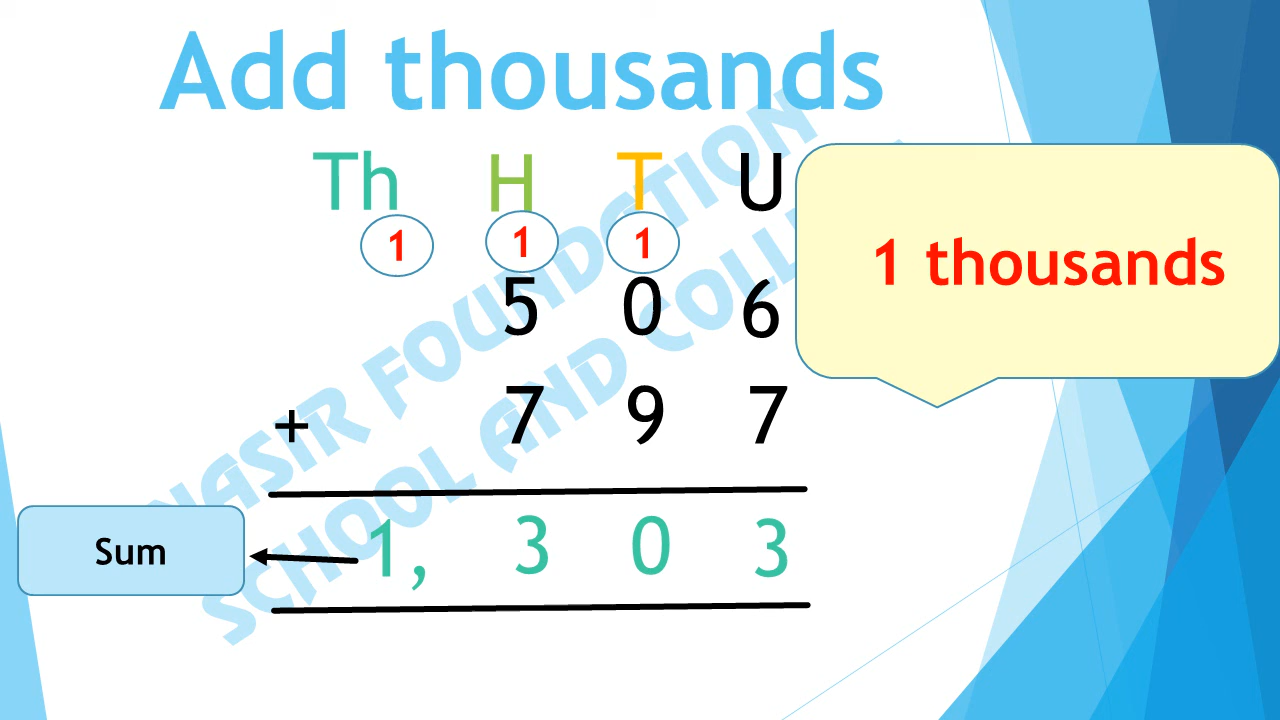 Add thousands
Th H T U
1 1 1
5 0 6
1 thousands
+ 7 9 7
Sum
1, 3 0 3
NASIR FOUNDATION
SCHOOL AND